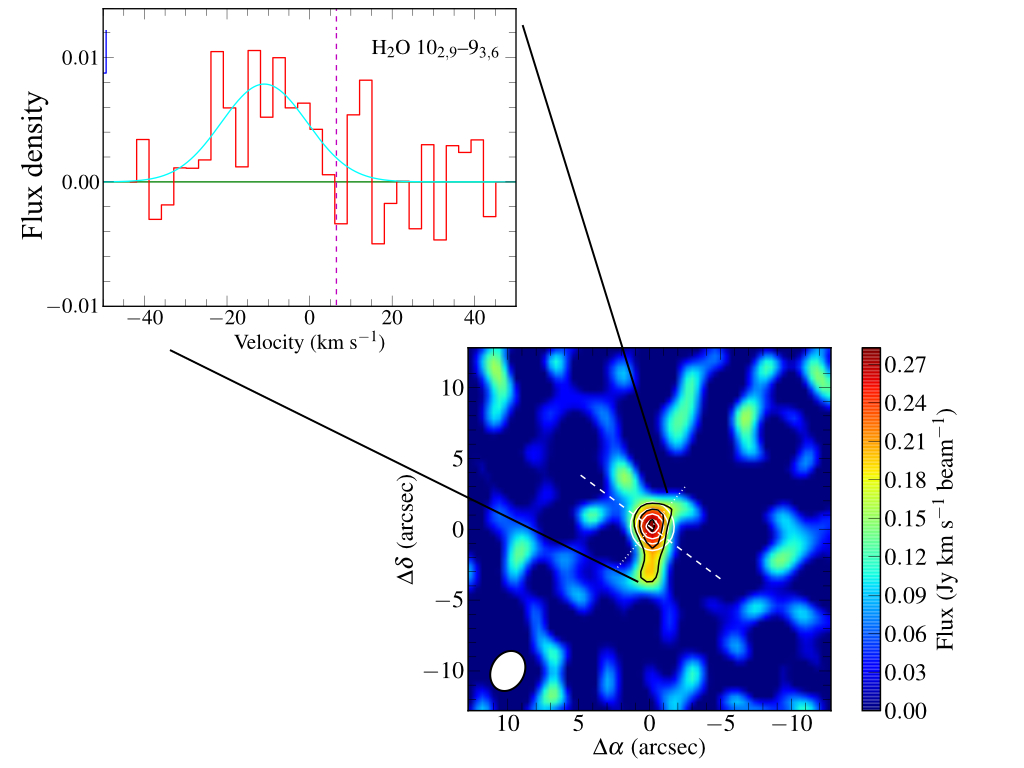 H₂O 10₂,₉–9₃,₆
0.01
0.00
−0.01
Flux density
−40 −20 0 20 40
Velocity (km s⁻¹)
10
5
0
−5
−10
Δδ (arcsec)
10 5 0 −5 −10
Δα (arcsec)
0.27
0.24
0.21
0.18
0.15
0.12
0.09
0.06
0.03
0.00
Flux (Jy km s⁻¹ beam⁻¹)